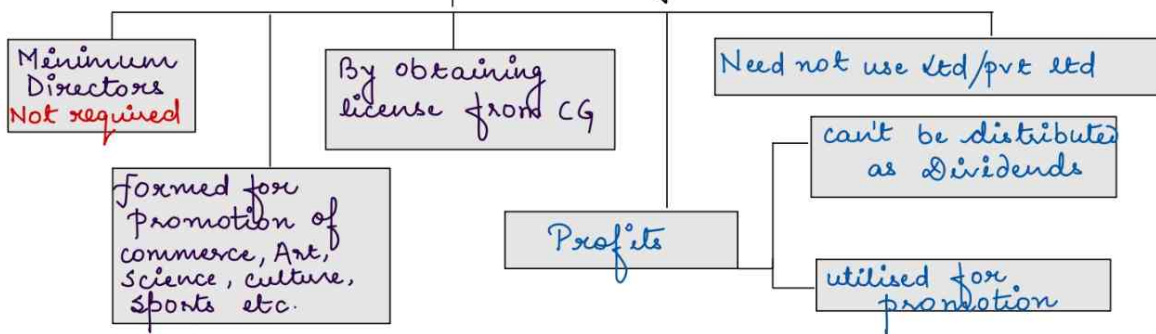 Minimum
Directors
Not required
By obtaining
license from CG
Need not use Ltd/pvt ltd
formed for
promotion of
commerce, Art,
science, culture,
sports etc.
Profits
can't be distributed
as Dividends
utilised for
promotion